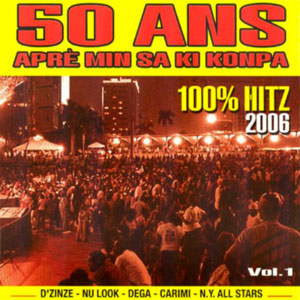 50 ANS
APRÈ MIN SA KI KONPA
100% HITZ
2006
Vol.1
D'ZINZE - NU LOOK - DEGA - CARIMI - N.Y. ALL STARS